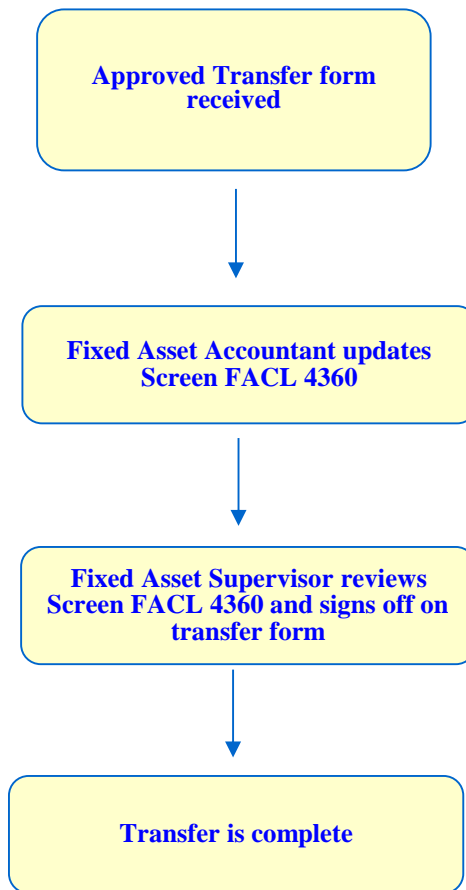 Approved Transfer form
received
Fixed Asset Accountant updates
Screen FACL 4360
Fixed Asset Supervisor reviews
Screen FACL 4360 and signs off on
transfer form
Transfer is complete